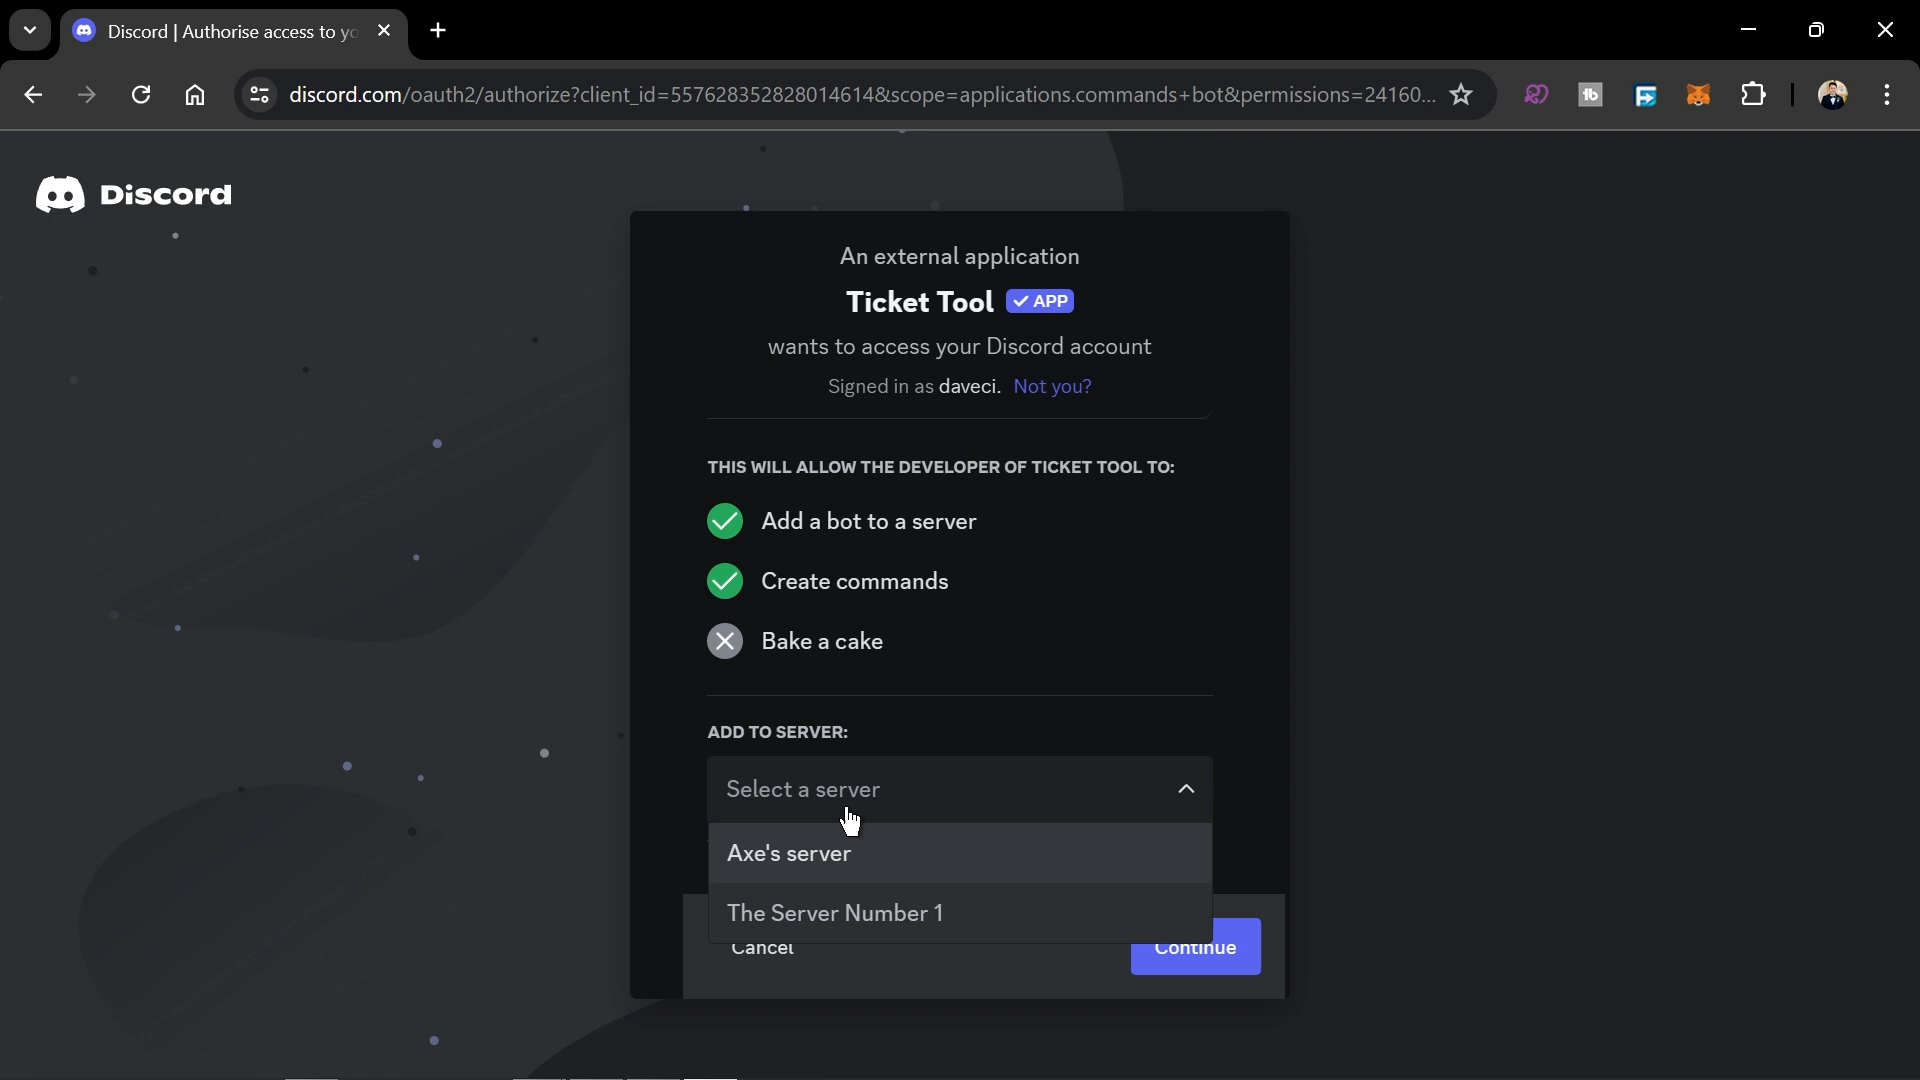 Discord | Authorise access to yo
discord.com/oauth2/authorize?client_id=557628352828014614&scope=applications.commands+bot&permissions=24160...
tb
Discord
An external application
Ticket Tool APP
wants to access your Discord account
Signed in as daveci. Not you?
THIS WILL ALLOW THE DEVELOPER OF TICKET TOOL TO:
Add a bot to a server
Create commands
Bake a cake
ADD TO SERVER:
Select a server
Axe's server
The Server Number 1
Cancel Continue